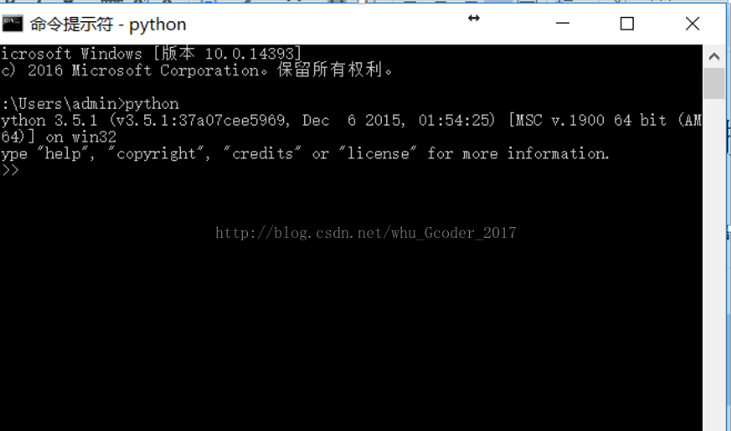 命令提示符 - python
icrosoft Windows [版本 10.0.14393]
c) 2016 Microsoft Corporation。保留所有权利。
:\Users\admin>python
ython 3.5.1 (v3.5.1:37a07cee5969, Dec  6 2015, 01:54:25) [MSC v.1900 64 bit (AM
64)] on win32
ype "help", "copyright", "credits" or "license" for more information.
>>
http://blog.csdn.net/whu_Gcoder_2017